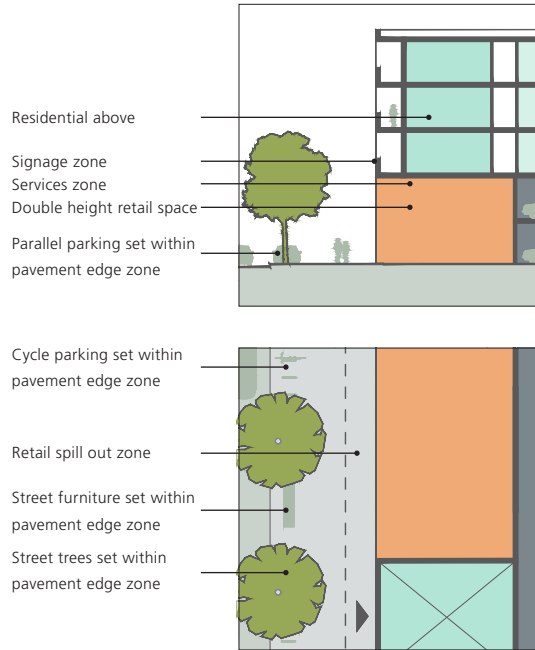 Residential above
Signage zone
Services zone
Double height retail space
Parallel parking set within
pavement edge zone
Cycle parking set within
pavement edge zone
Retail spill out zone
Street furniture set within
pavement edge zone
Street trees set within
pavement edge zone